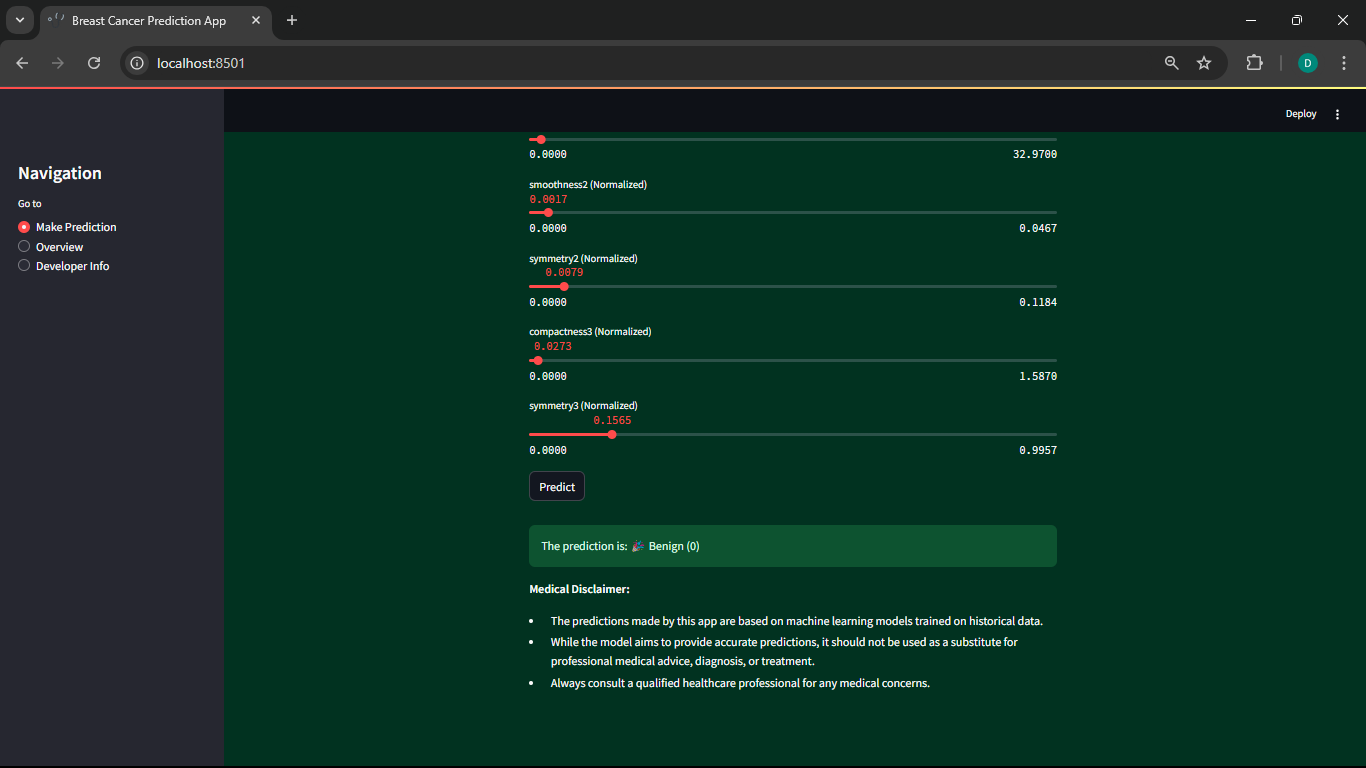 Breast Cancer Prediction App
localhost:8501
D
Deploy
Navigation
Go to
Make Prediction
Overview
Developer Info
0.0000 32.9700
smoothness2 (Normalized)
0.0017
0.0000 0.0467
symmetry2 (Normalized)
0.0079
0.0000 0.1184
compactness3 (Normalized)
0.0273
0.0000 1.5870
symmetry3 (Normalized)
0.1565
0.0000 0.9957
Predict
The prediction is: 🎉 Benign (0)
Medical Disclaimer:
• The predictions made by this app are based on machine learning models trained on historical data.
• While the model aims to provide accurate predictions, it should not be used as a substitute for
professional medical advice, diagnosis, or treatment.
• Always consult a qualified healthcare professional for any medical concerns.